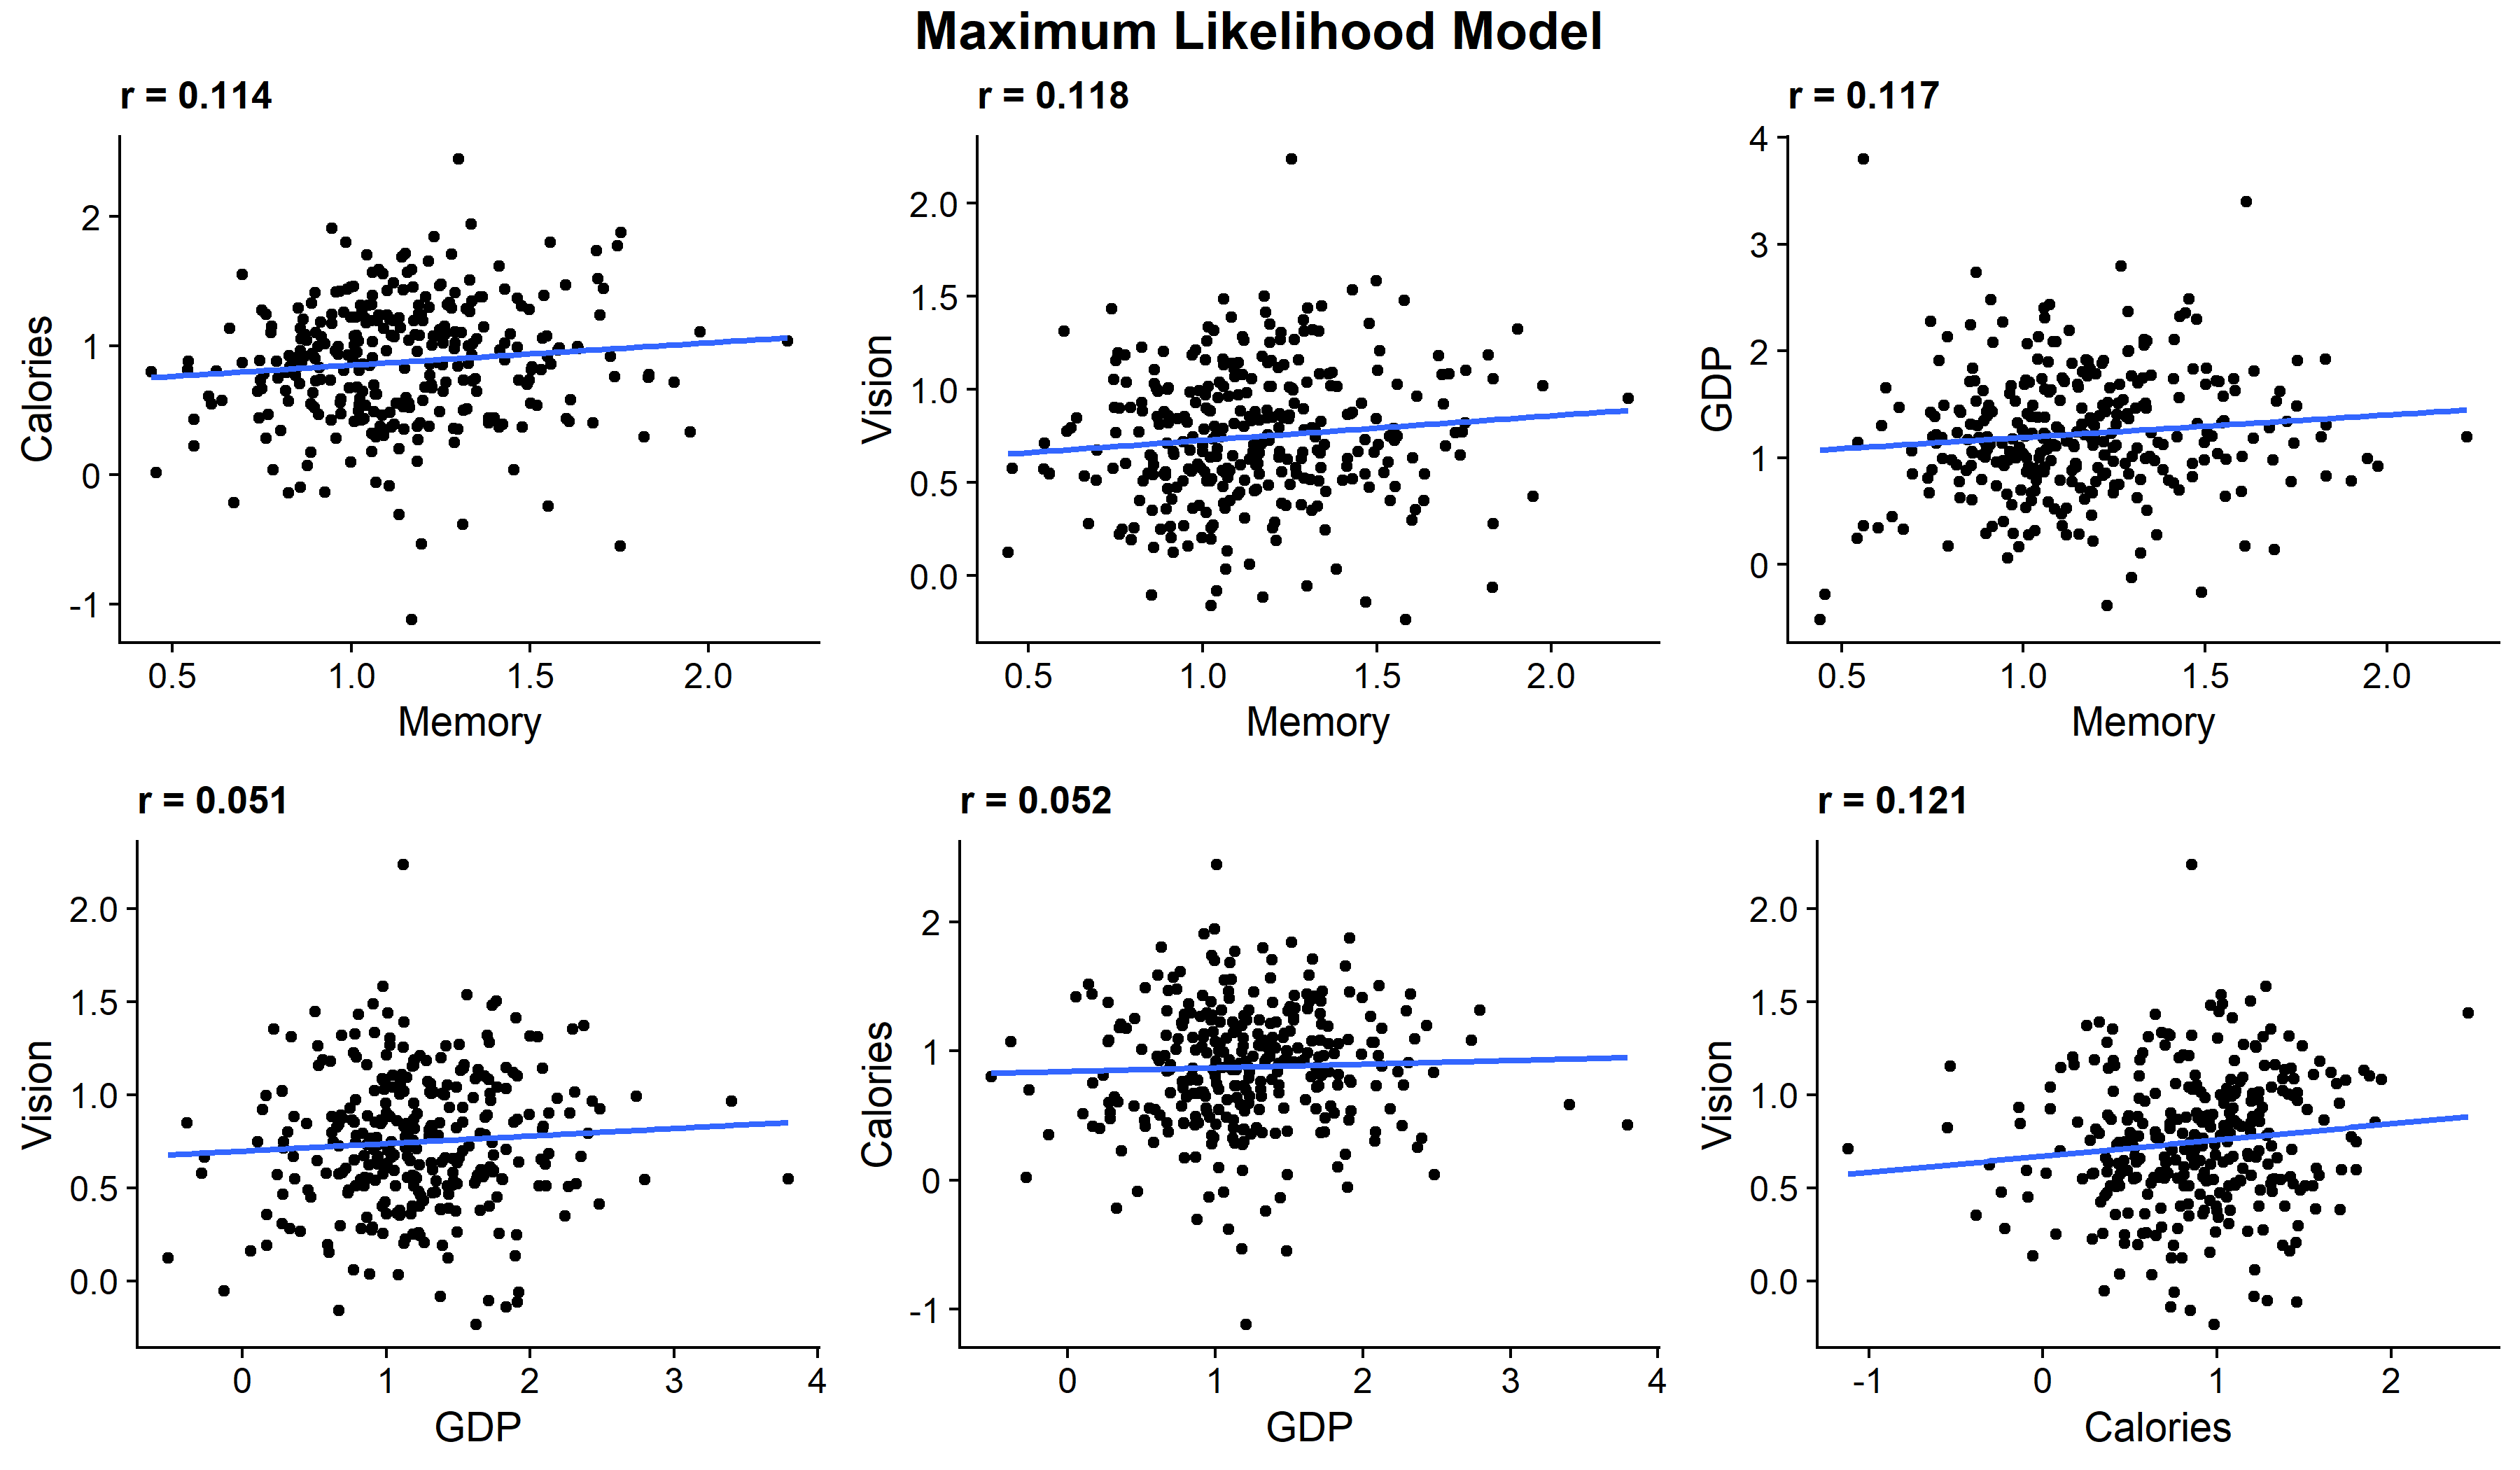 Maximum Likelihood Model
r = 0.114
Calories
2
1
0
-1
0.5 1.0 1.5 2.0
Memory
r = 0.118
Vision
2.0
1.5
1.0
0.5
0.0
0.5 1.0 1.5 2.0
Memory
r = 0.117
GDP
4
3
2
1
0
0.5 1.0 1.5 2.0
Memory
r = 0.051
Vision
2.0
1.5
1.0
0.5
0.0
0 1 2 3 4
GDP
r = 0.052
Calories
2
1
0
-1
0 1 2 3 4
GDP
r = 0.121
Vision
2.0
1.5
1.0
0.5
0.0
-1 0 1 2
Calories